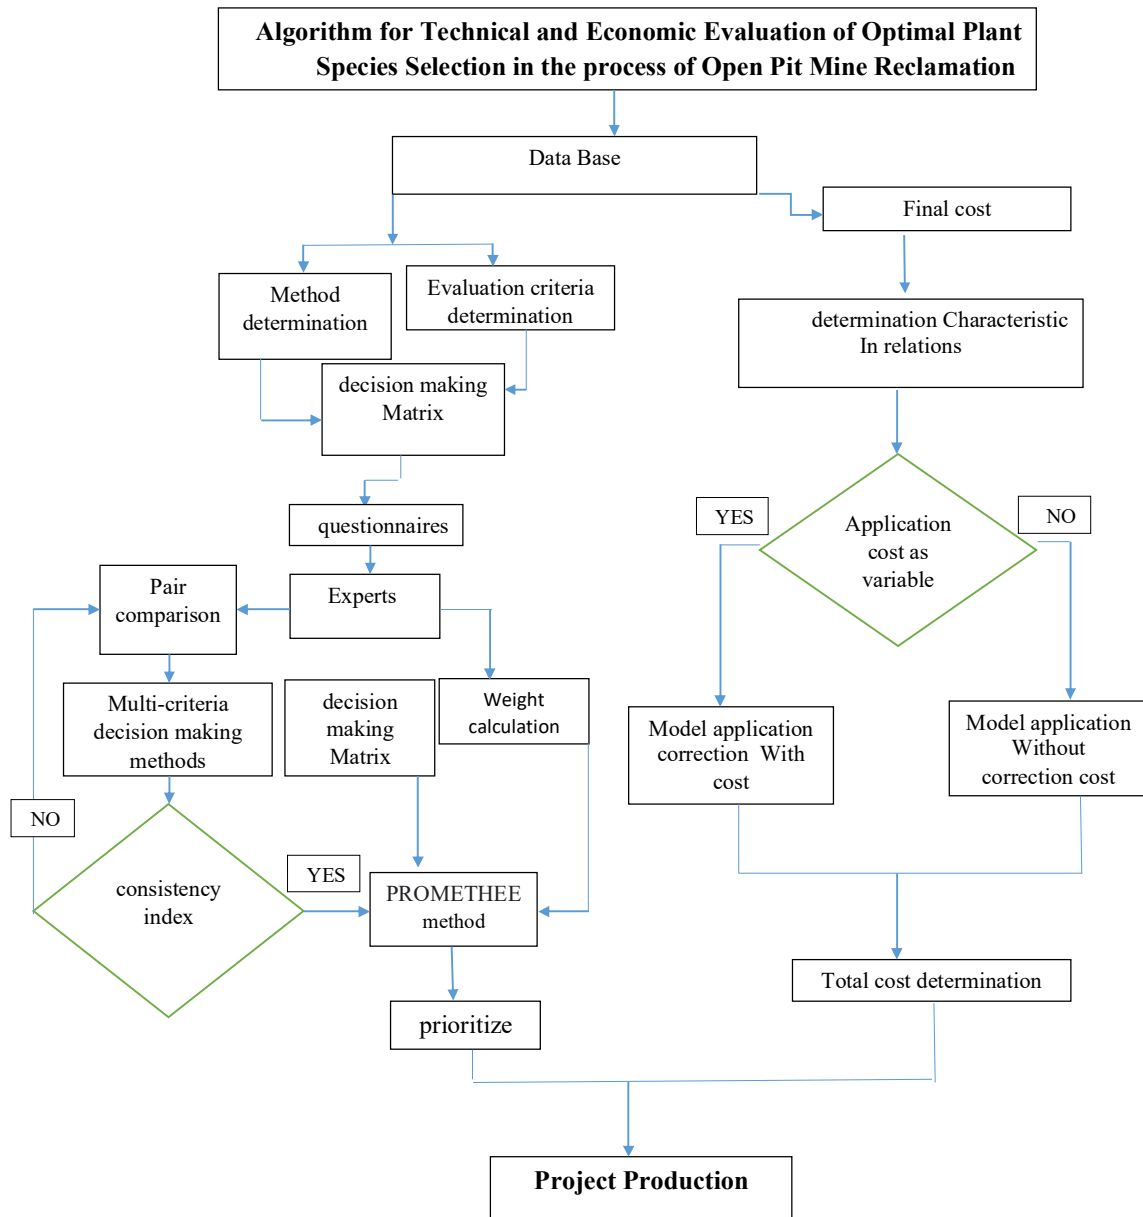 Algorithm for Technical and Economic Evaluation of Optimal Plant
Species Selection in the process of Open Pit Mine Reclamation
Data Base
Final cost
Method
determination
Evaluation criteria
determination
determination Characteristic
In relations
decision making
Matrix
YES
Application
cost as
variable
NO
questionnaires
Pair
comparison
Experts
Multi-criteria
decision making
methods
decision
making
Matrix
Weight
calculation
Model application
correction With
cost
Model application
Without
correction cost
NO
consistency
index
YES
PROMETHEE
method
Total cost determination
prioritize
Project Production